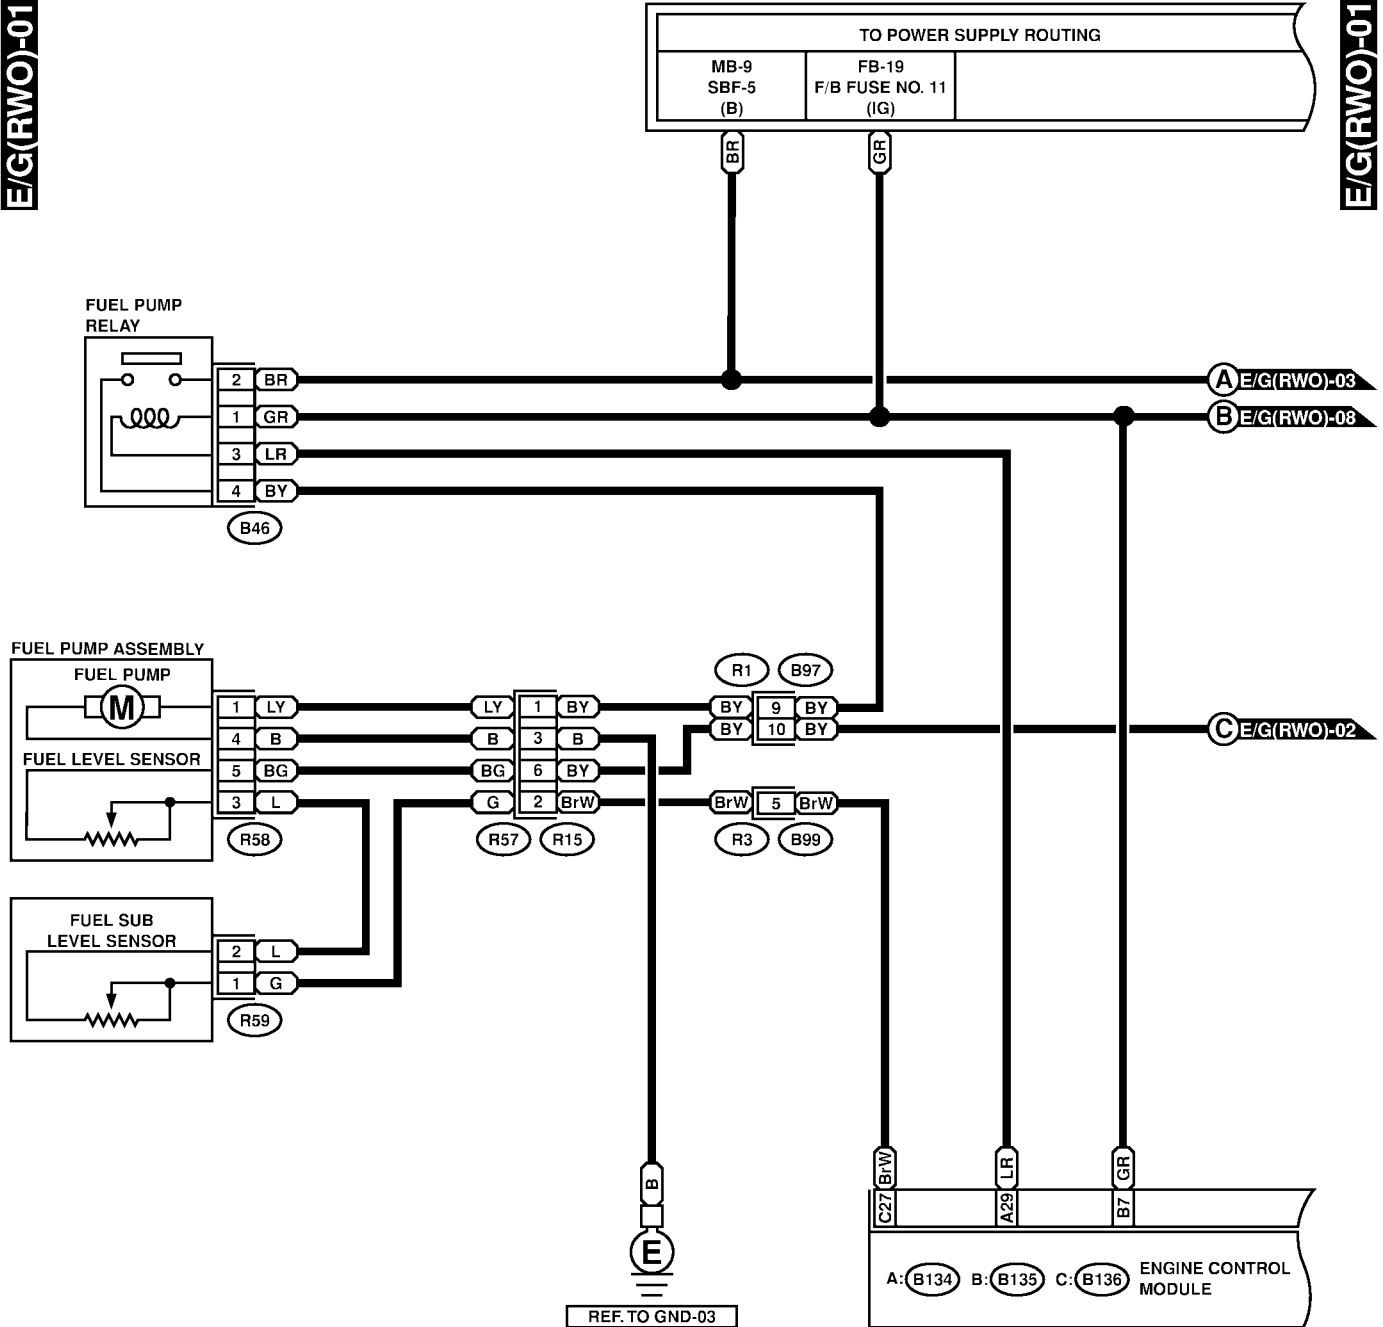 E/G(RWO)-01
E/G(RWO)-01
TO POWER SUPPLY ROUTING
MB-9
SBF-5
(B)
FB-19
F/B FUSE NO. 11
(IG)
BR
GR
FUEL PUMP
RELAY
2 BR
A E/G(RWO)-03
1 GR
B E/G(RWO)-08
3 LR
4 BY
B46
FUEL PUMP ASSEMBLY
FUEL PUMP
M
FUEL LEVEL SENSOR
R1 B97
1 LY LY 1 BY BY 9 BY
BY 10 BY
C E/G(RWO)-02
4 B B 3 B
5 BG BG 6 BY
3 L G 2 BrW BrW 5 BrW
R58 R57 R15 R3 B99
FUEL SUB
LEVEL SENSOR
2 L
1 G
R59
B
E
REF. TO GND-03
BrW LR GR
C27 A29 B7
A: B134 B: B135 C: B136
ENGINE CONTROL
MODULE